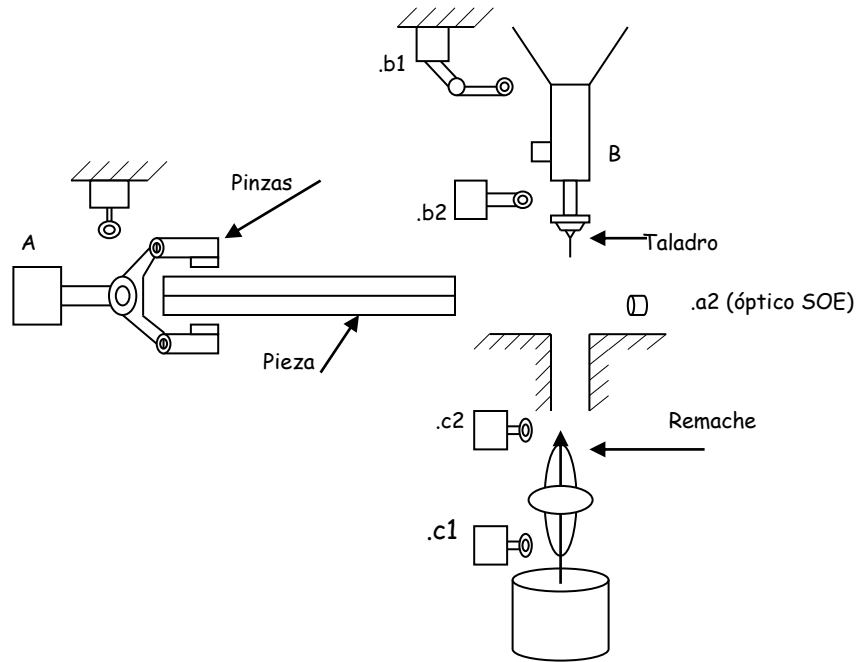 .b1
B
Pinzas
.b2
A
Taladro
.a2 (óptico SOE)
Pieza
.c2
Remache
.c1